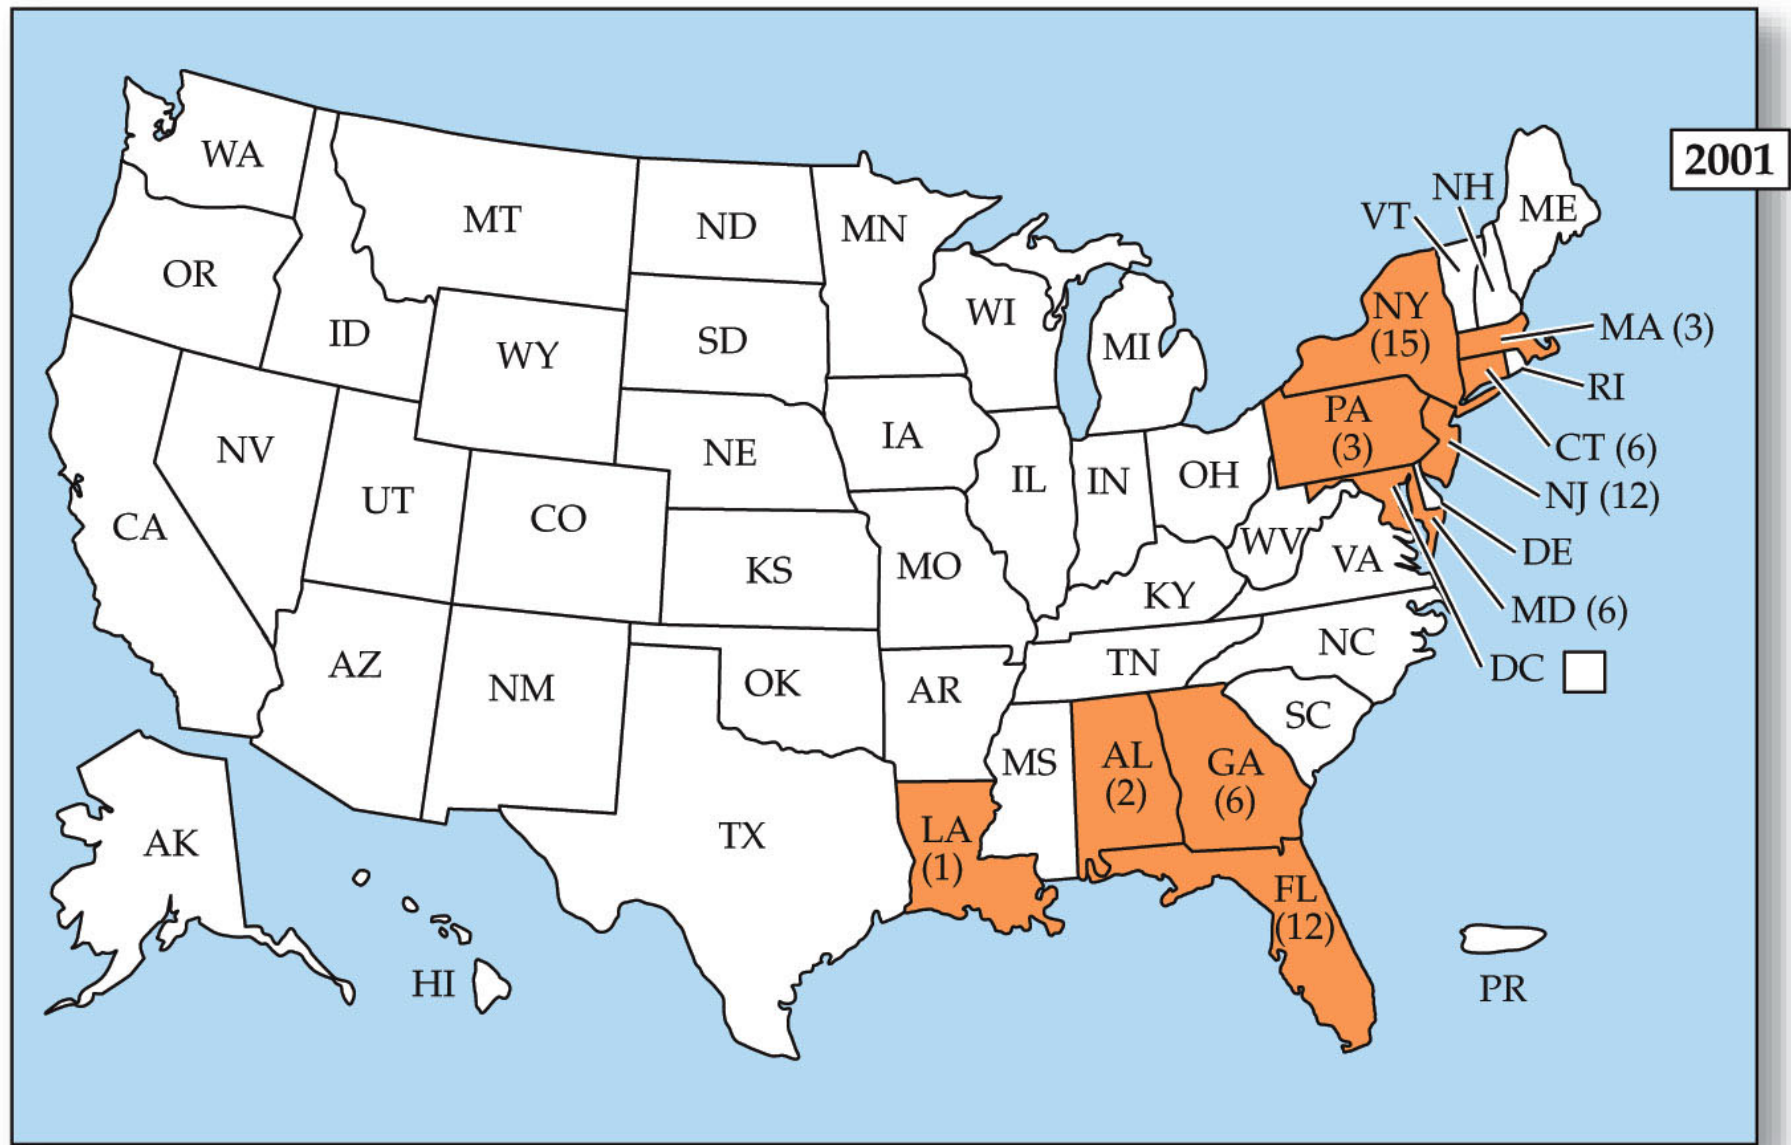 2001
WA
OR
CA
NV
ID
MT
WY
UT
CO
AZ
NM
ND
SD
NE
KS
OK
TX
MN
IA
MO
AR
LA
(1)
WI
IL
MI
IN
OH
KY
TN
MS
AL
(2)
GA
(6)
FL
(12)
SC
NC
VA
WV
PA
(3)
NY
(15)
VT
NH
ME
MA (3)
RI
CT (6)
NJ (12)
DE
MD (6)
DC
AK
HI
PR